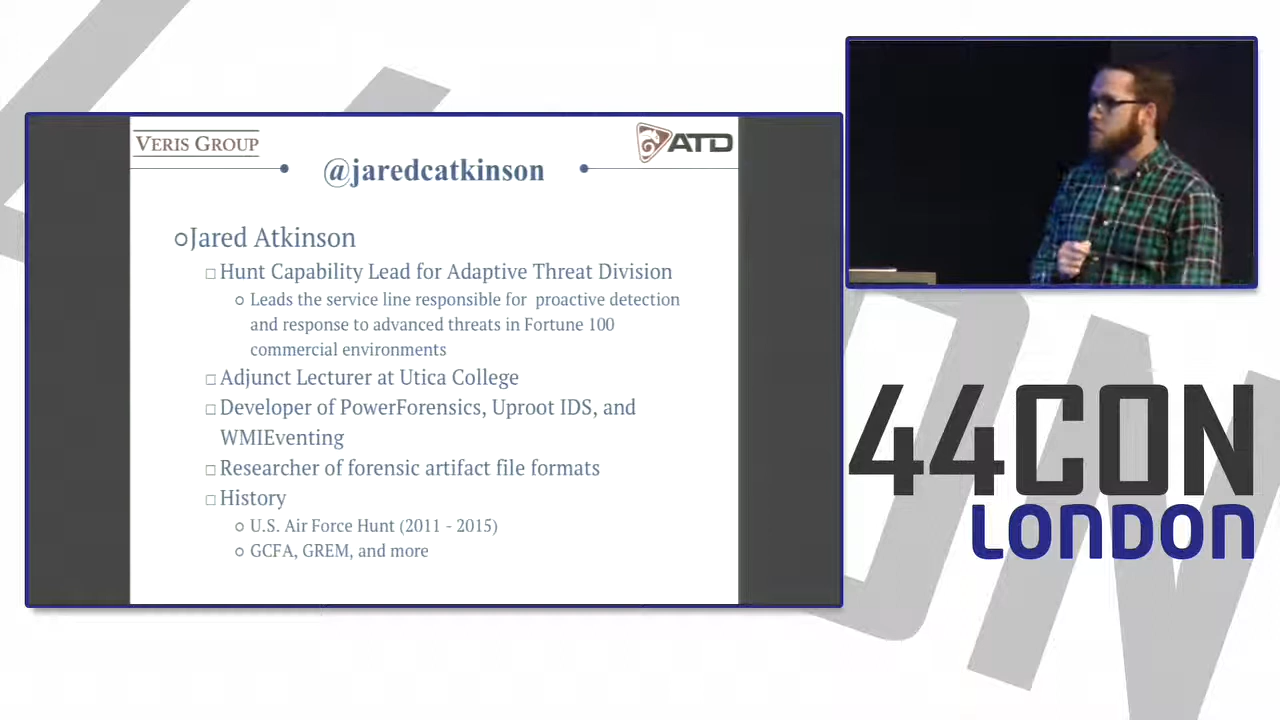 VERIS GROUP
ATD
@jaredcatkinson
Jared Atkinson
Hunt Capability Lead for Adaptive Threat Division
Leads the service line responsible for proactive detection
and response to advanced threats in Fortune 100
commercial environments
Adjunct Lecturer at Utica College
Developer of PowerForensics, Uproot IDS, and
WMIEventing
Researcher of forensic artifact file formats
History
U.S. Air Force Hunt (2011 - 2015)
GCFA, GREM, and more
44CON
LONDON